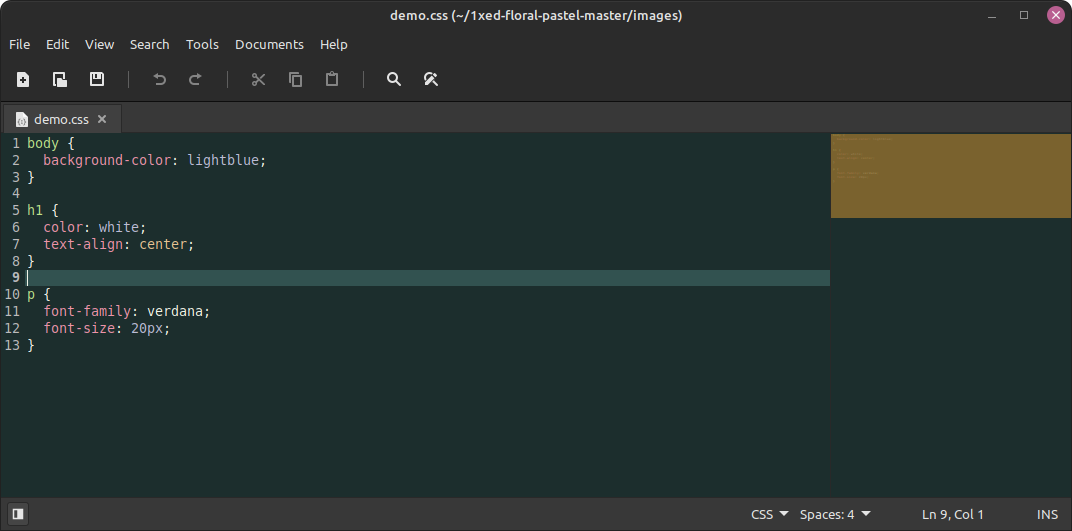 demo.css (~/1xed-floral-pastel-master/images)
File Edit View Search Tools Documents Help
demo.css
1 body {
2   background-color: lightblue;
3 }
4
5 h1 {
6   color: white;
7   text-align: center;
8 }
9
10 p {
11   font-family: verdana;
12   font-size: 20px;
13 }
CSS Spaces: 4 Ln 9, Col 1 INS